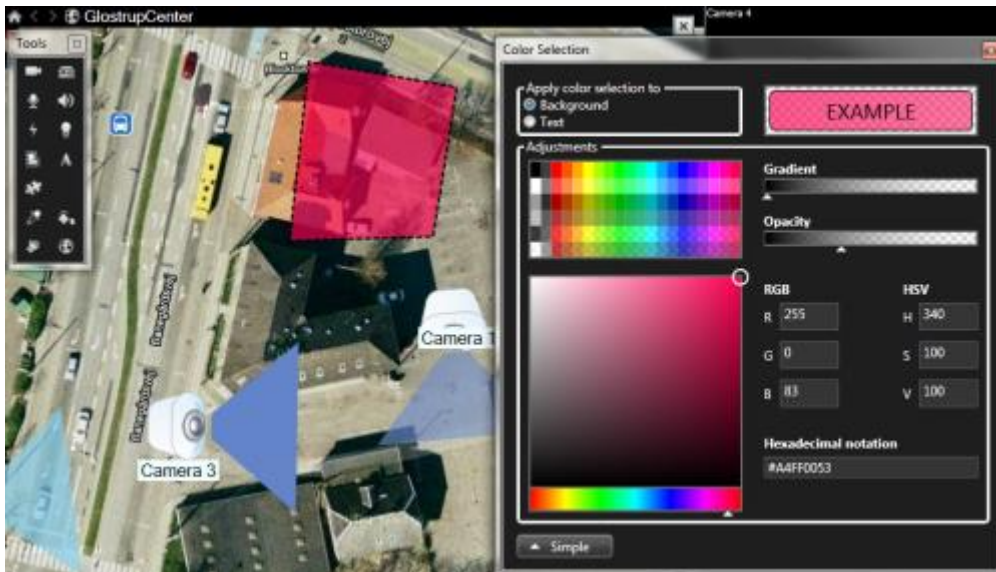 GlostrupCenter
Camera 4
Tools
Color Selection
Apply color selection to
Background
Text
EXAMPLE
Adjustments
Gradient
Opacity
RGB
HSV
R 255
H 340
G 0
S 100
B 83
V 100
Hexadecimal notation
#A4FF0053
Simple
A
Camera 1
Camera 3